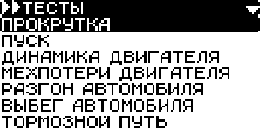 ТЕСТЫ
ПРОКРУТКА
ПУСК
ДИНАМИКА ДВИГАТЕЛЯ
МЕХПОТЕРИ ДВИГАТЕЛЯ
РАЗГОН АВТОМОБИЛЯ
ВЫБЕГ АВТОМОБИЛЯ
ТОРМОЗНОЙ ПУТЬ